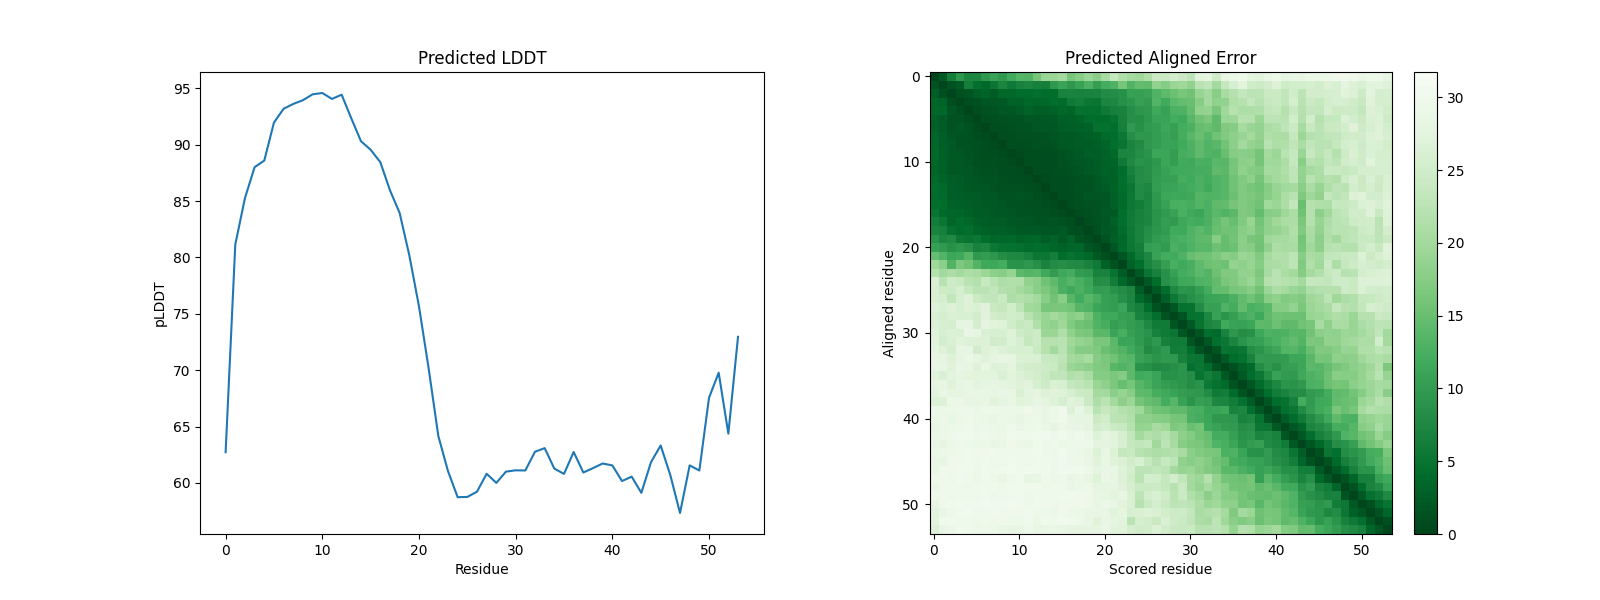 Predicted LDDT
95
90
85
80
75
70
65
60
pLDDT
0 10 20 30 40 50
Residue
Predicted Aligned Error
0
10
20
30
40
50
Aligned residue
0 10 20 30 40 50
Scored residue
30
25
20
15
10
5
0